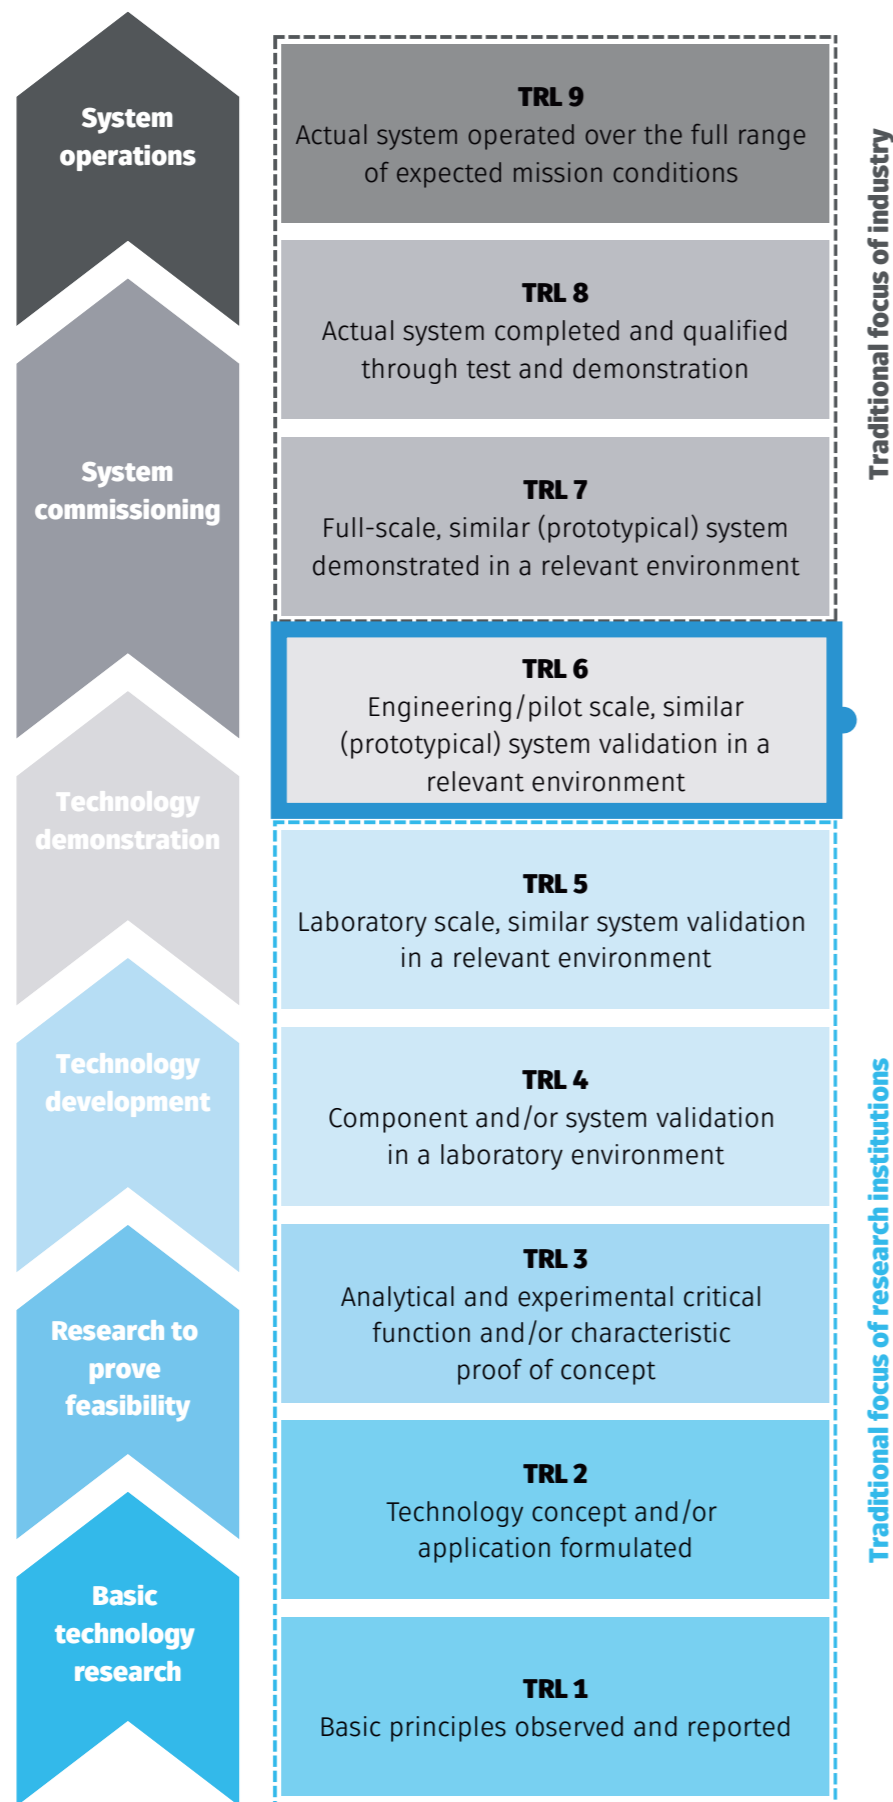 System
operations
TRL 9
Actual system operated over the full range
of expected mission conditions
TRL 8
Actual system completed and qualified
through test and demonstration
System
commissioning
TRL 7
Full-scale, similar (prototypical) system
demonstrated in a relevant environment
Traditional focus of industry
TRL 6
Engineering/pilot scale, similar
(prototypical) system validation in a
relevant environment
Technology
demonstration
TRL 5
Laboratory scale, similar system validation
in a relevant environment
Technology
development
TRL 4
Component and/or system validation
in a laboratory environment
Research to
prove
feasibility
TRL 3
Analytical and experimental critical
function and/or characteristic
proof of concept
TRL 2
Technology concept and/or
application formulated
Basic
technology
research
TRL 1
Basic principles observed and reported
Traditional focus of research institutions